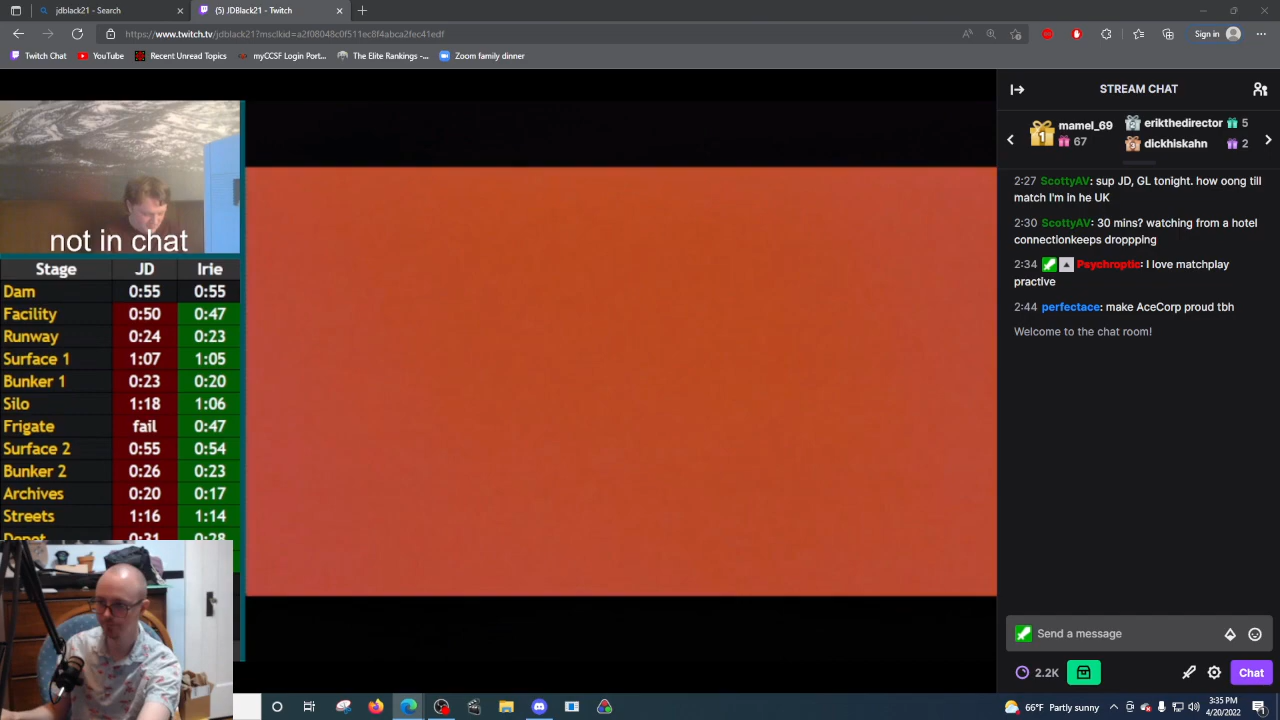 jdblack21 - Search
(5) JDBlack21 - Twitch
https://www.twitch.tv/jdblack21?msclkid=a2f08048c0f511ec8f4abca2fec41edf
Sign in
Twitch Chat
YouTube
Recent Unread Topics
myCCSF Login Port...
The Elite Rankings -...
Zoom family dinner
not in chat
Stage JD Irie
Dam 0:55 0:55
Facility 0:50 0:47
Runway 0:24 0:23
Surface 1 1:07 1:05
Bunker 1 0:23 0:20
Silo 1:18 1:06
Frigate fail 0:47
Surface 2 0:55 0:54
Bunker 2 0:26 0:23
Archives 0:20 0:17
Streets 1:16 1:14
Depot 0:31 0:28
STREAM CHAT
1 mamel_69 67
2 erikthedirector 5
3 dickhiskahn 2
2:27 ScottyAV: sup JD, GL tonight. how oong till
match I'm in he UK
2:30 ScottyAV: 30 mins? watching from a hotel
connectionkeeps droppping
2:34 Psychroptic: I love matchplay
practive
2:44 perfectace: make AceCorp proud tbh
Welcome to the chat room!
Send a message
2.2K
Chat
66°F Partly sunny
3:35 PM
4/20/2022